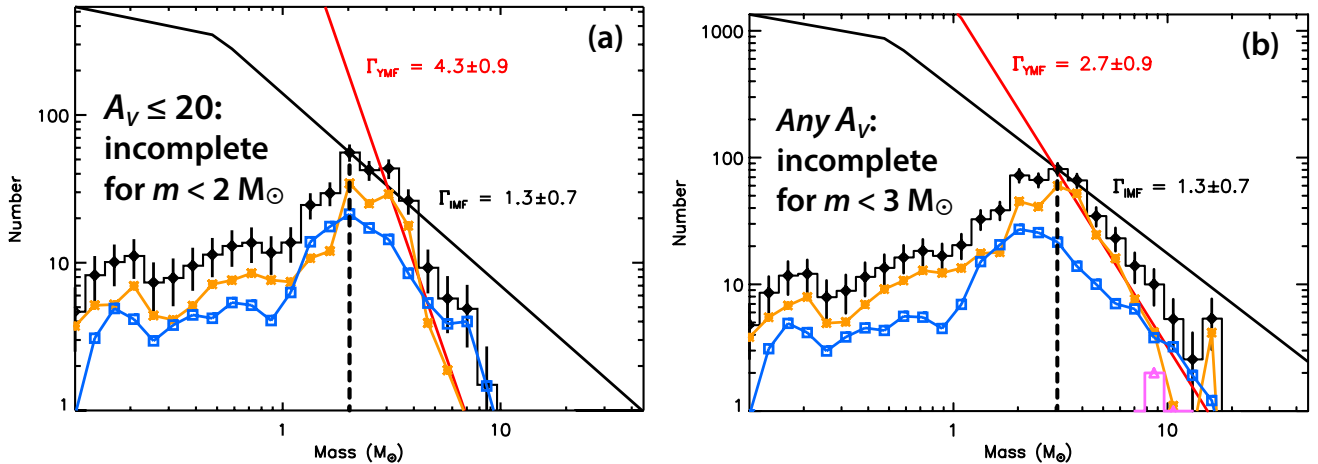 (a)
Γ_YMF = 4.3±0.9
A_V ≤ 20:
incomplete
for m < 2 M⊙
Γ_IMF = 1.3±0.7
Number
100
10
1
1
10
Mass (M⊙)
(b)
Γ_YMF = 2.7±0.9
Any A_V:
incomplete
for m < 3 M⊙
Γ_IMF = 1.3±0.7
Number
1000
100
10
1
1
10
Mass (M⊙)